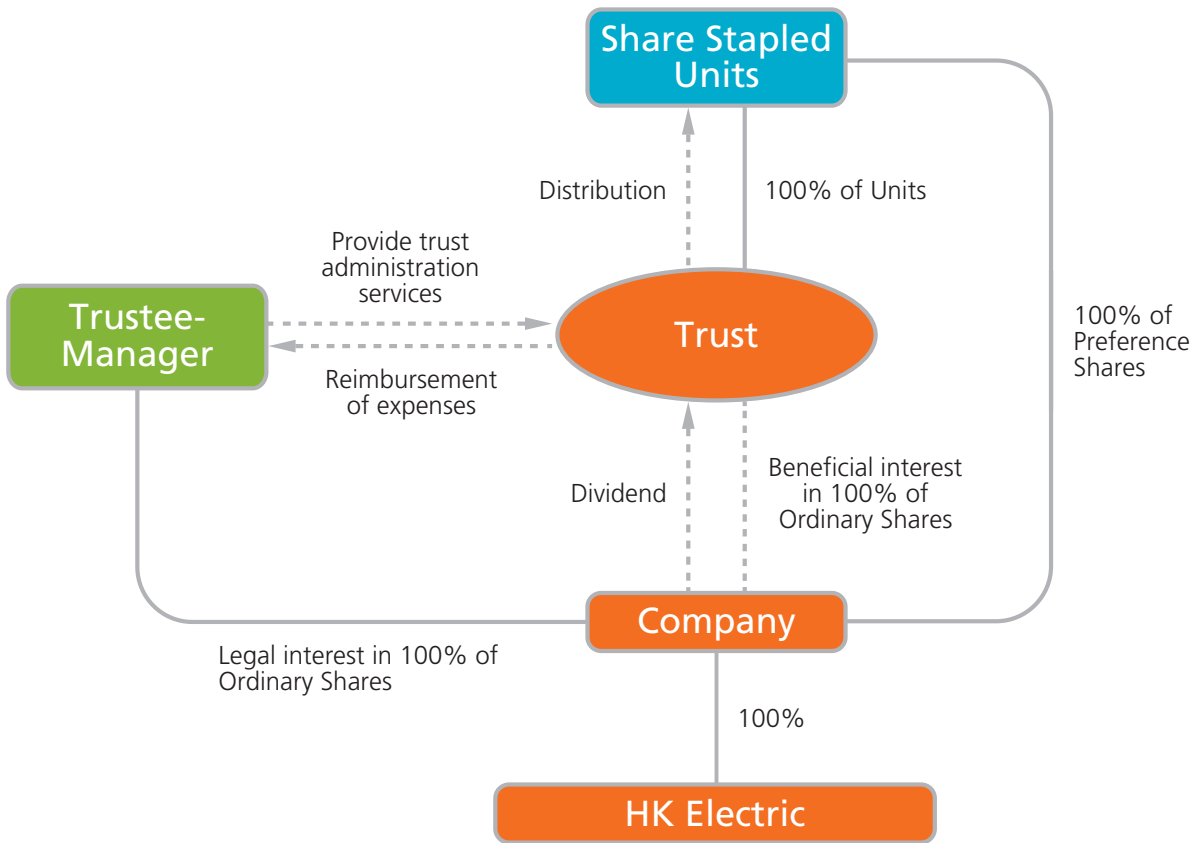 Share Stapled
Units
Distribution
100% of Units
Provide trust
administration
services
Trustee-
Manager
Trust
100% of
Preference
Shares
Reimbursement
of expenses
Dividend
Beneficial interest
in 100% of
Ordinary Shares
Company
Legal interest in 100% of
Ordinary Shares
100%
HK Electric